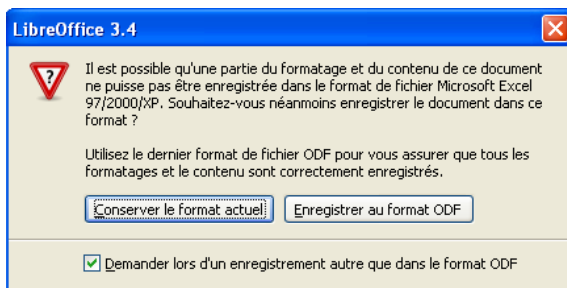 LibreOffice 3.4
Il est possible qu'une partie du formatage et du contenu de ce document
ne puisse pas être enregistrée dans le format de fichier Microsoft Excel
97/2000/XP. Souhaitez-vous néanmoins enregistrer le document dans ce
format ?
Utilisez le dernier format de fichier ODF pour vous assurer que tous les
formatages et le contenu sont correctement enregistrés.
Conserver le format actuel Enregistrer au format ODF
Demander lors d'un enregistrement autre que dans le format ODF